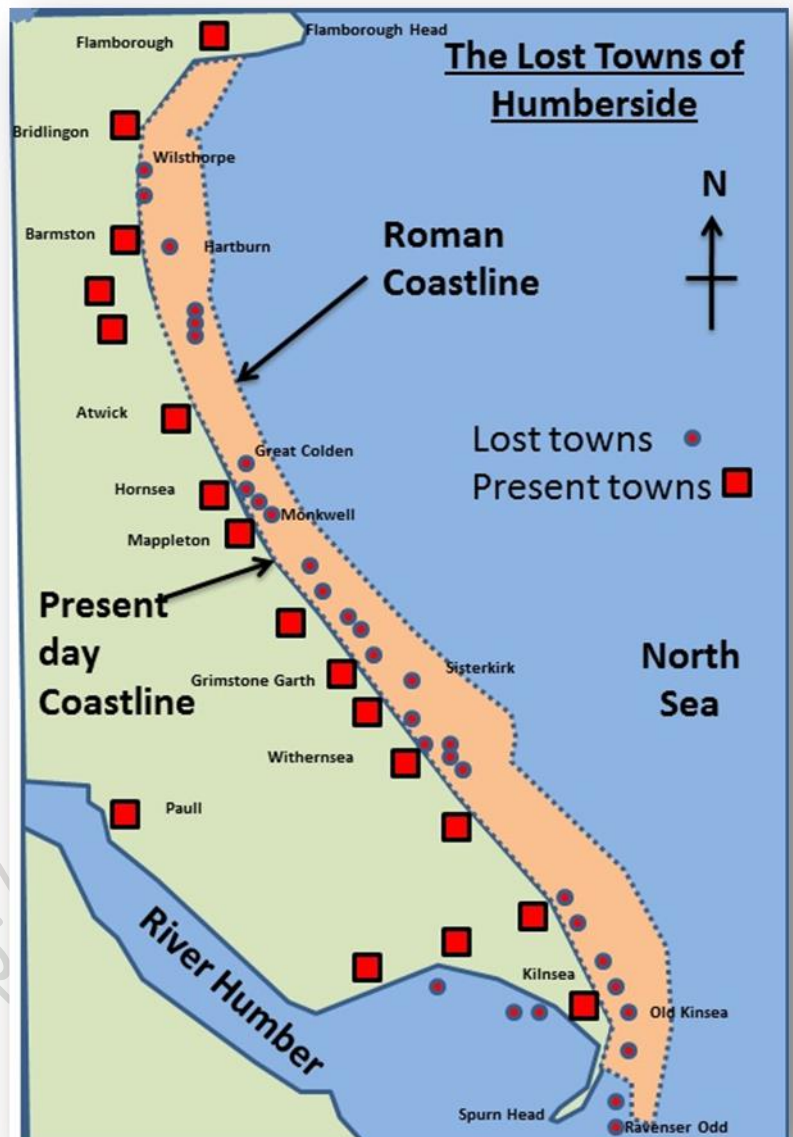 Flamborough
Flamborough Head
The Lost Towns of
Humberside
Bridlingon
Wilsthorpe
N
Barmston
Hartburn
Roman
Coastline
Atwick
Lost towns
Present towns
Great Colden
Hornsea
Monkwell
Mappleton
Present
day
Coastline
Sisterkirk
North
Sea
Grimstone Garth
Withernsea
Paull
River Humber
Kilnsea
Old Kinsea
Spurn Head
Ravenser Odd